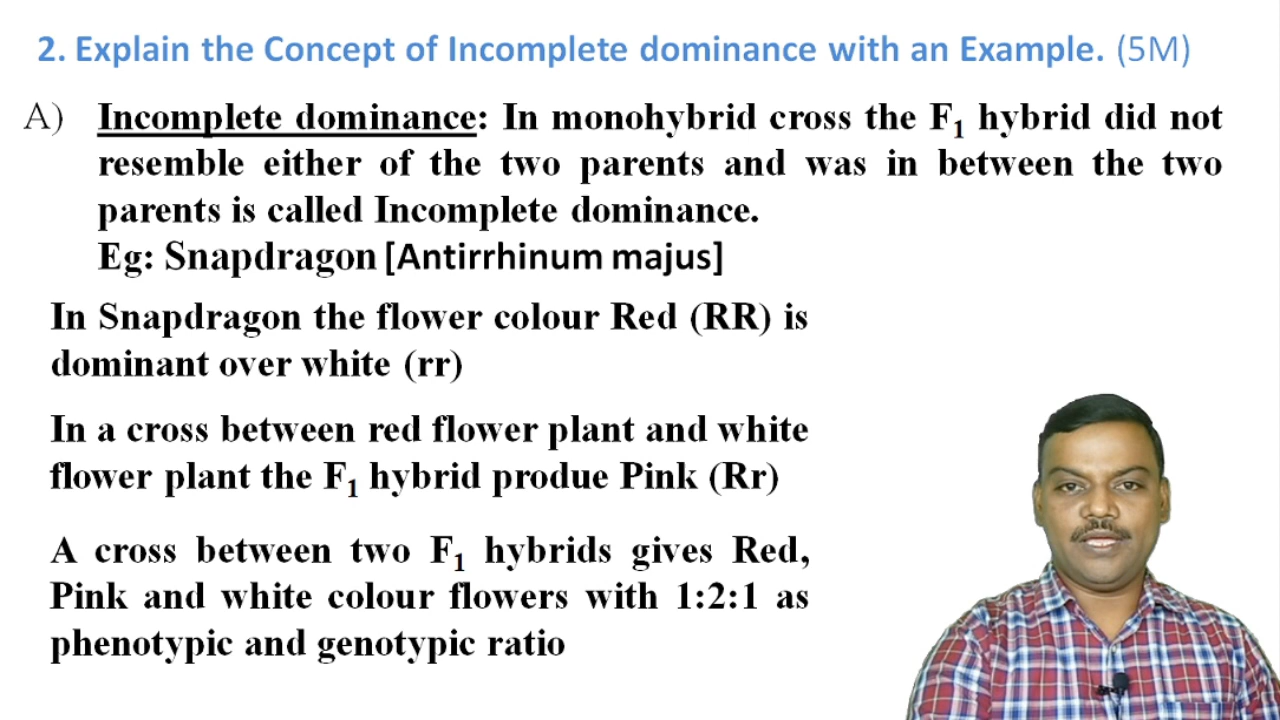 2. Explain the Concept of Incomplete dominance with an Example. (5M)
A) Incomplete dominance: In monohybrid cross the F₁ hybrid did not
resemble either of the two parents and was in between the two
parents is called Incomplete dominance.
Eg: Snapdragon [Antirrhinum majus]
In Snapdragon the flower colour Red (RR) is
dominant over white (rr)
In a cross between red flower plant and white
flower plant the F₁ hybrid produe Pink (Rr)
A cross between two F₁ hybrids gives Red,
Pink and white colour flowers with 1:2:1 as
phenotypic and genotypic ratio